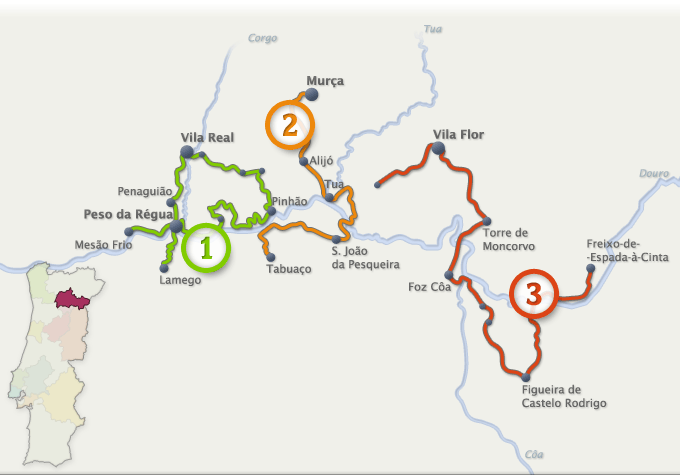 Tua
Corgo
Murça
2
Vila Real
Vila Flor
Alijó
Douro
Penaguião
Tua
Pinhão
Peso da Régua
Mesão Frio
1
Torre de
Moncorvo
S. João
da Pesqueira
Freixo-de-
-Espada-à-Cinta
Tabuaço
Lamego
Foz Côa
3
Figueira de
Castelo Rodrigo
Côa